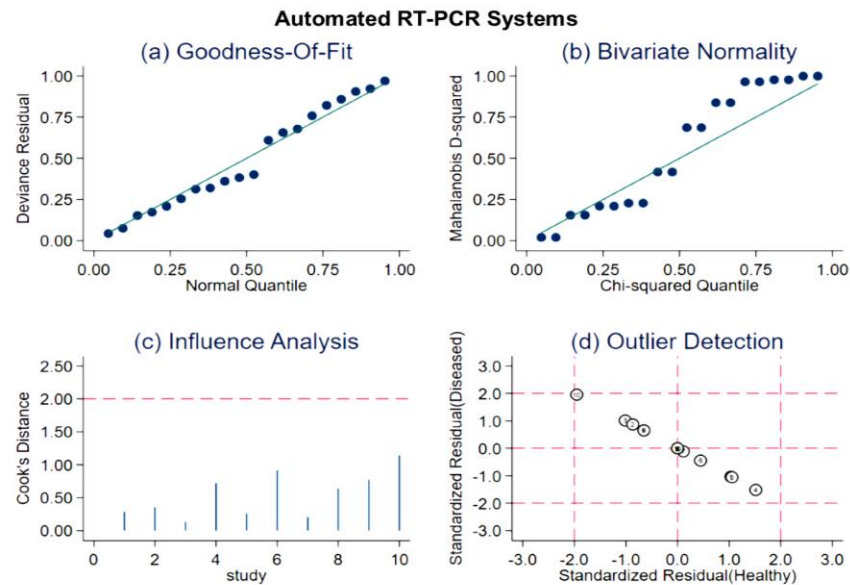 Automated RT-PCR Systems
(a) Goodness-Of-Fit
Deviance Residual
1.00
0.75
0.50
0.25
0.00
0.00 0.25 0.50 0.75 1.00
Normal Quantile
(b) Bivariate Normality
Mahalanobis D-squared
1.00
0.75
0.50
0.25
0.00
0.00 0.25 0.50 0.75 1.00
Chi-squared Quantile
(c) Influence Analysis
Cook's Distance
2.50
2.00
1.50
1.00
0.50
0.00
0 2 4 6 8 10
study
(d) Outlier Detection
Standardized Residual(Diseased)
3.0
2.0
1.0
0.0
-1.0
-2.0
-3.0
10
-3.0 -2.0 -1.0 0.0 1.0 2.0 3.0
Standardized Residual(Healthy)